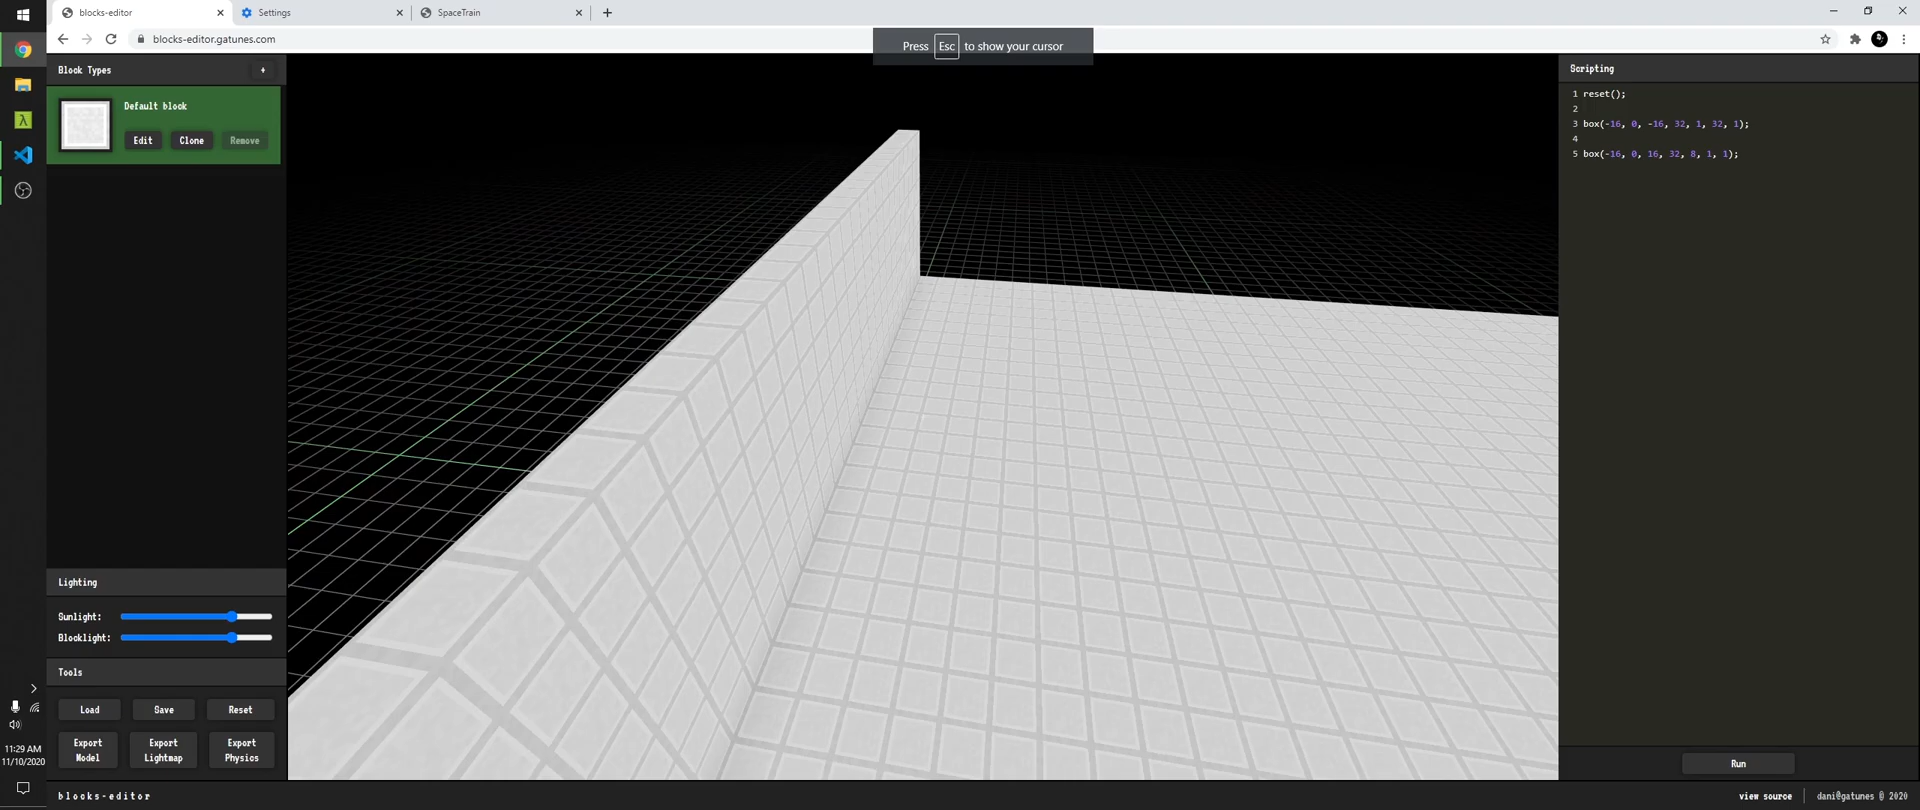 blocks-editor
Settings
SpaceTrain
blocks-editor.gatunes.com
Press Esc to show your cursor
Block Types
+
Default block
Edit Clone Remove
Lighting
Sunlight:
Blocklight:
Tools
Load Save Reset
Export Model
Export Lightmap
Export Physics
Scripting
1 reset();
2
3 box(-16, 0, -16, 32, 1, 32, 1);
4
5 box(-16, 0, 16, 32, 8, 1, 1);
Run
11:29 AM
11/10/2020
blocks-editor
view source
dani@gatunes @ 2020